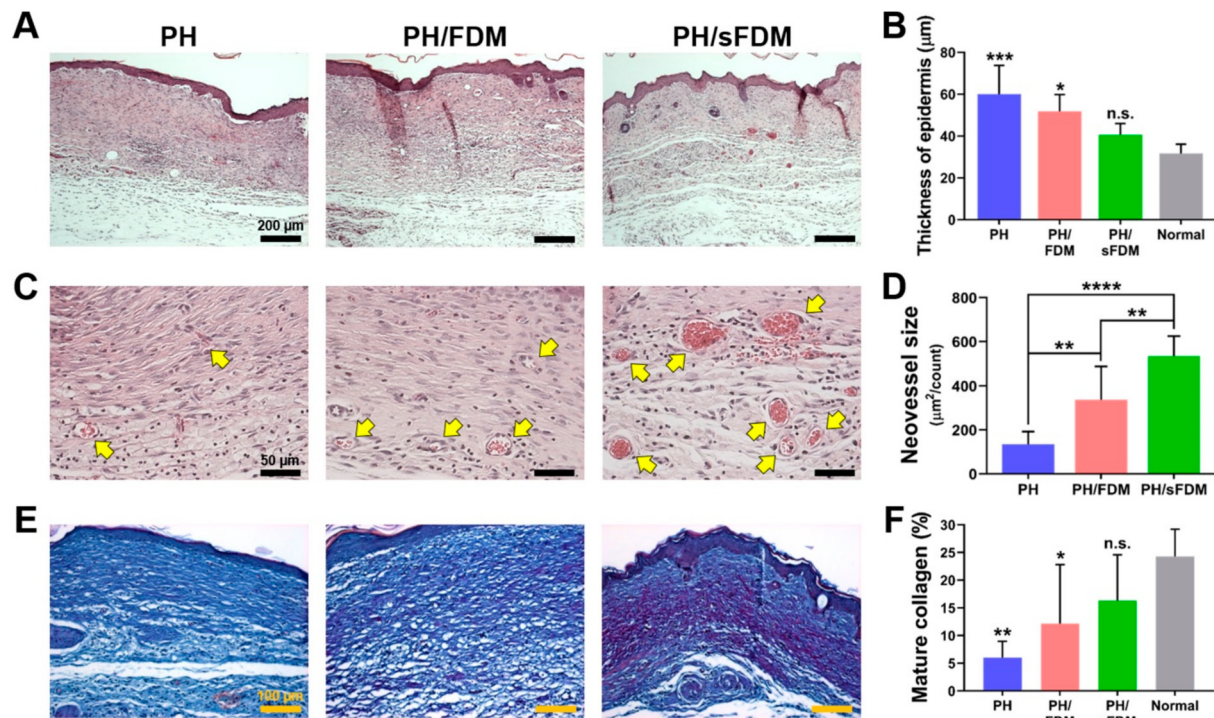 A
PH
PH/FDM
PH/sFDM
200 µm
B
Thickness of epidermis (µm)
80
60
40
20
0
***
*
n.s.
PH
PH/
FDM
PH/
sFDM
Normal
C
50 µm
D
Neovessel size
(µm²/count)
800
600
400
200
0
****
**
**
PH
PH/FDM
PH/sFDM
E
100 µm
F
Mature collagen (%)
30
25
20
15
10
5
0
**
*
n.s.
PH
PH/
PH/
Normal